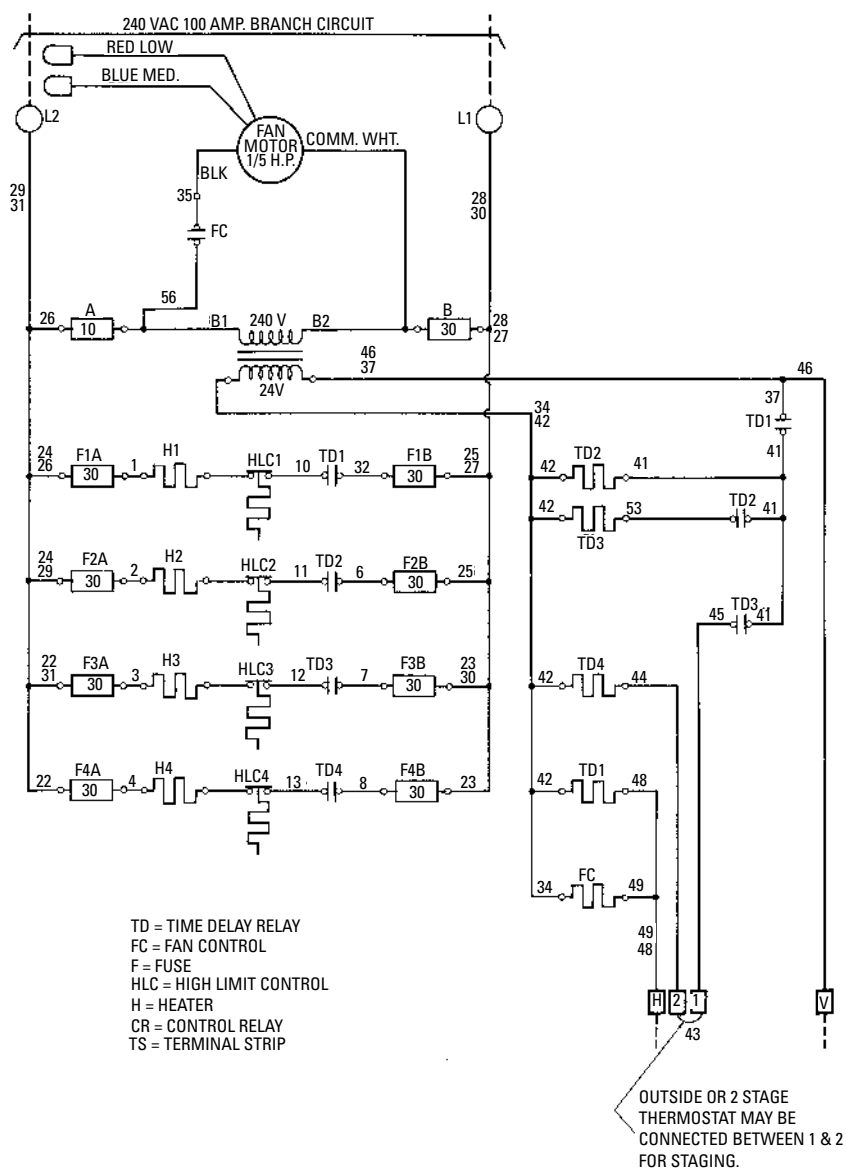 240 VAC 100 AMP. BRANCH CIRCUIT
RED LOW
BLUE MED.
L2
L1
FAN
MOTOR
1/5 H.P.
COMM. WHT.
BLK
29
31
35
28
30
FC
56
26
A
10
B1
240 V
B2
B
30
28
27
46
37
46
24V
37
34
42
TD1
41
24
26
F1A
30
1
H1
HLC1
10
TD1
32
F1B
30
25
27
42
TD2
41
42
TD3
53
TD2
41
24
29
F2A
30
2
H2
HLC2
11
TD2
6
F2B
30
25
45
TD3
41
22
31
F3A
30
3
H3
HLC3
12
TD3
7
F3B
30
23
30
42
TD4
44
22
F4A
30
4
H4
HLC4
13
TD4
8
F4B
30
23
42
TD1
48
34
FC
49
49
48
TD = TIME DELAY RELAY
FC = FAN CONTROL
F = FUSE
HLC = HIGH LIMIT CONTROL
H = HEATER
CR = CONTROL RELAY
TS = TERMINAL STRIP
H
2
1
V
43
OUTSIDE OR 2 STAGE
THERMOSTAT MAY BE
CONNECTED BETWEEN 1 & 2
FOR STAGING.